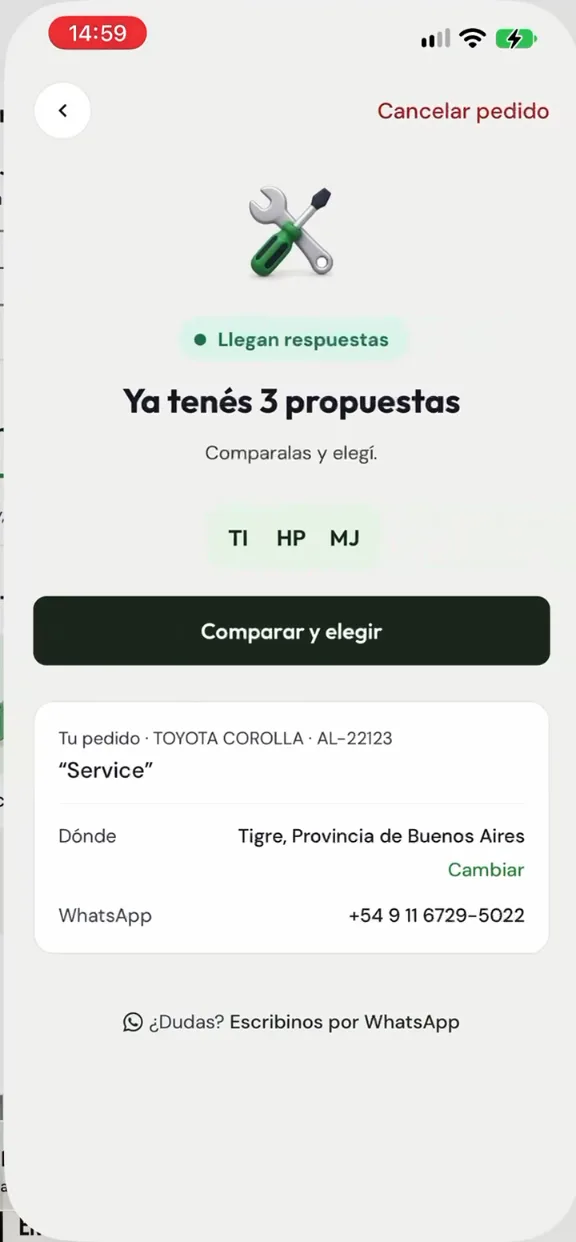 14:59
Cancelar pedido
Llegan respuestas
Ya tenés 3 propuestas
Comparalas y elegí.
TI HP MJ
Comparar y elegir
Tu pedido · TOYOTA COROLLA · AL-22123
“Service”
Dónde Tigre, Provincia de Buenos Aires
Cambiar
WhatsApp +54 9 11 6729-5022
¿Dudas? Escribinos por WhatsApp